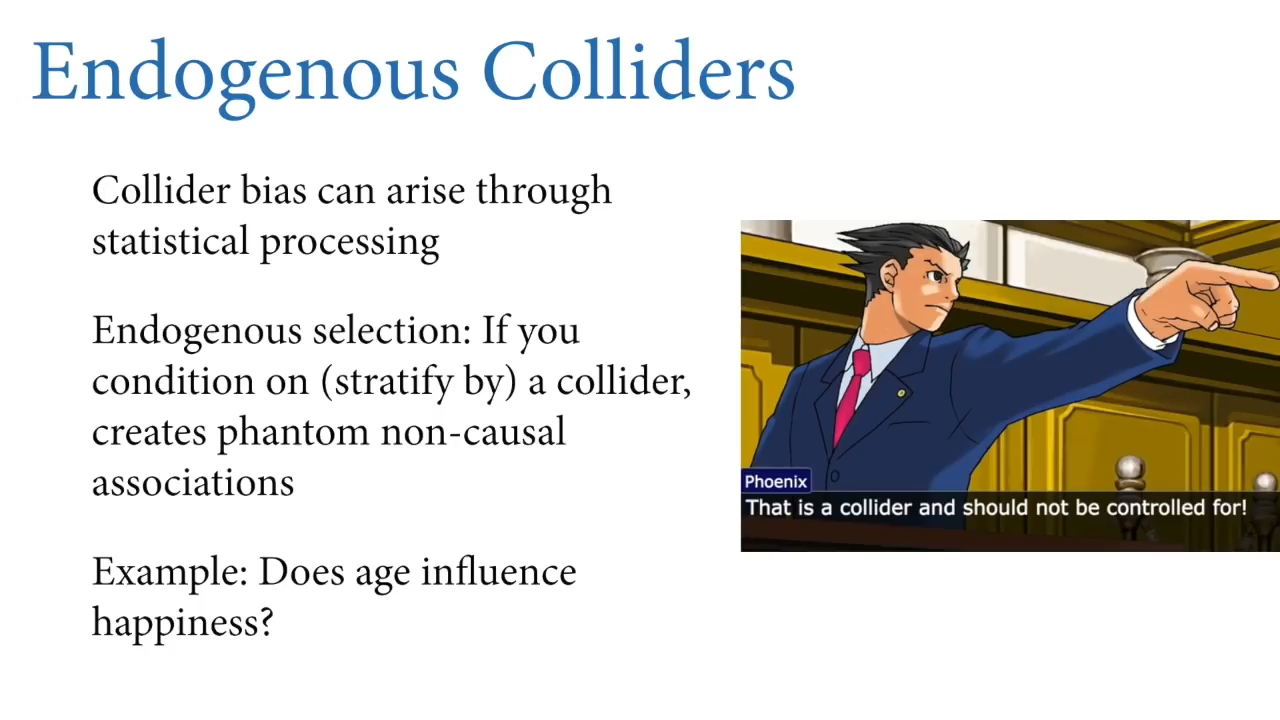 Endogenous Colliders
Collider bias can arise through
statistical processing
Endogenous selection: If you
condition on (stratify by) a collider,
creates phantom non-causal
associations
Example: Does age influence
happiness?
Phoenix
That is a collider and should not be controlled for!